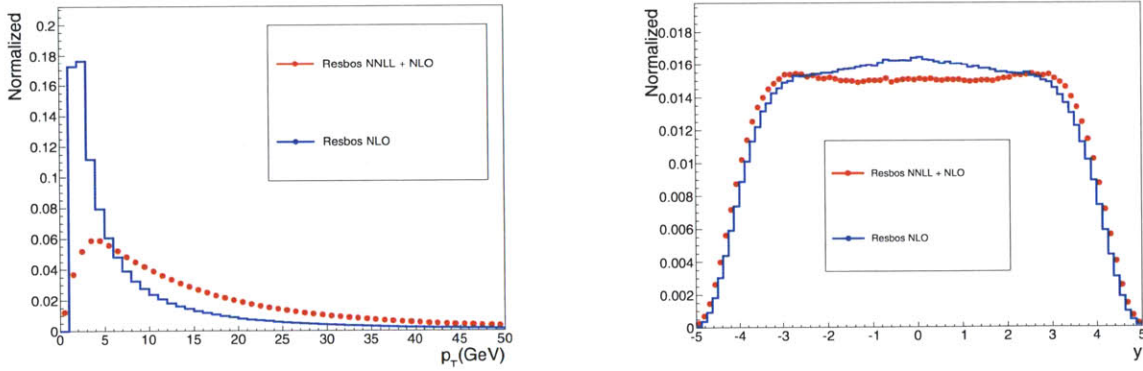 Normalized
0.2
0.18
0.16
0.14
0.12
0.1
0.08
0.06
0.04
0.02
0
0 5 10 15 20 25 30 35 40 45 50
p_T(GeV)
Resbos NNLL + NLO
Resbos NLO
Normalized
0.018
0.016
0.014
0.012
0.01
0.008
0.006
0.004
0.002
0
-5 -4 -3 -2 -1 0 1 2 3 4 5
y
Resbos NNLL + NLO
Resbos NLO